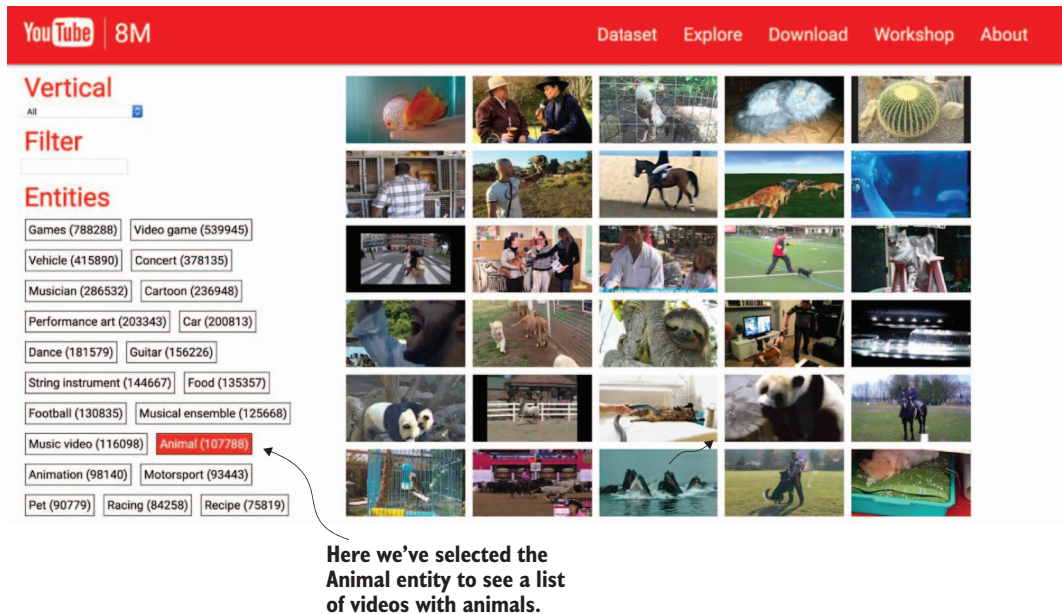 YouTube 8M
Dataset Explore Download Workshop About
Vertical
All
Filter
Entities
Games (788288) Video game (539945)
Vehicle (415890) Concert (378135)
Musician (286532) Cartoon (236948)
Performance art (203343) Car (200813)
Dance (181579) Guitar (156226)
String instrument (144667) Food (135357)
Football (130835) Musical ensemble (125668)
Music video (116098) Animal (107788)
Animation (98140) Motorsport (93443)
Pet (90779) Racing (84258) Recipe (75819)
Here we've selected the
Animal entity to see a list
of videos with animals.